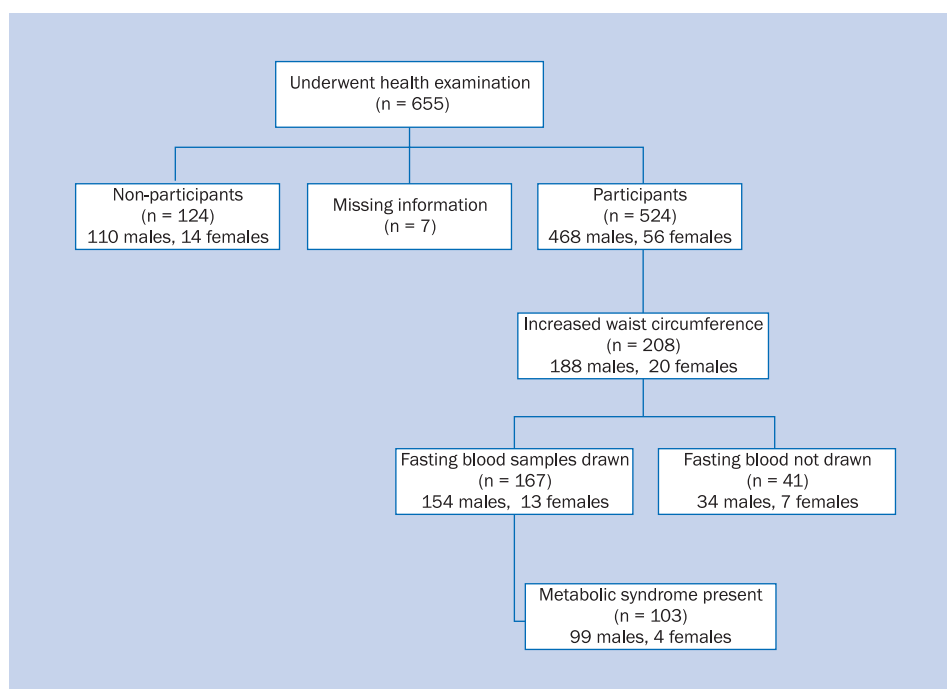 Underwent health examination
(n = 655)
Non-participants
(n = 124)
110 males, 14 females
Missing information
(n = 7)
Participants
(n = 524)
468 males, 56 females
Increased waist circumference
(n = 208)
188 males, 20 females
Fasting blood samples drawn
(n = 167)
154 males, 13 females
Fasting blood not drawn
(n = 41)
34 males, 7 females
Metabolic syndrome present
(n = 103)
99 males, 4 females